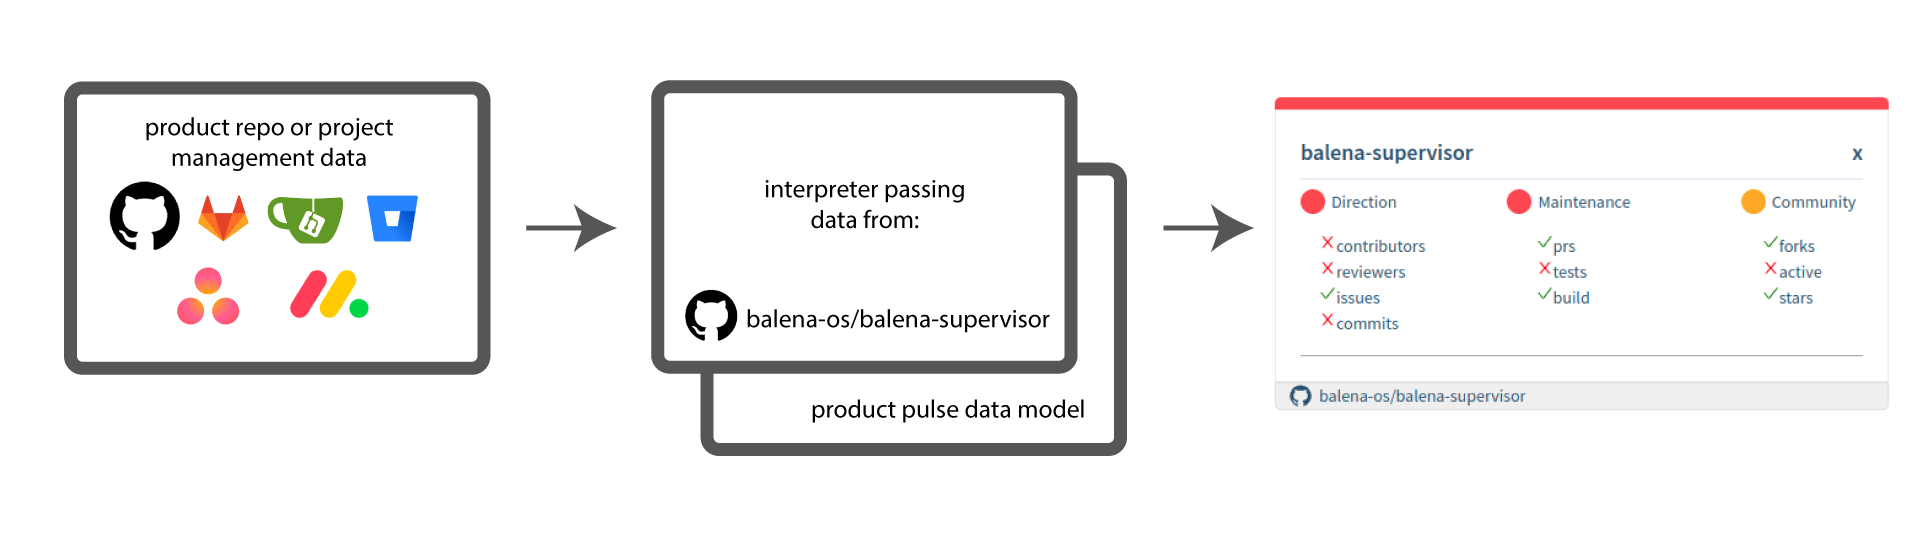 product repo or project
management data
interpreter passing
data from:
balena-os/balena-supervisor
product pulse data model
balena-supervisor
x
Direction
contributors
reviewers
issues
commits
Maintenance
prs
tests
build
Community
forks
active
stars
balena-os/balena-supervisor